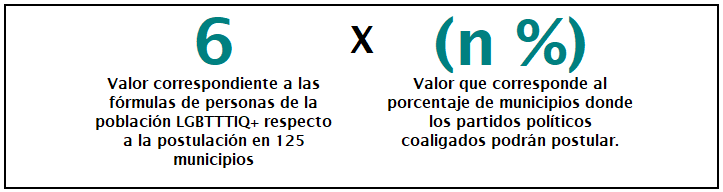 6 X (n %)
Valor correspondiente a las
fórmulas de personas de la
población LGBTTTIQ+ respecto
a la postulación en 125
municipios
Valor que corresponde al
porcentaje de municipios donde
los partidos políticos
coaligados podrán postular.